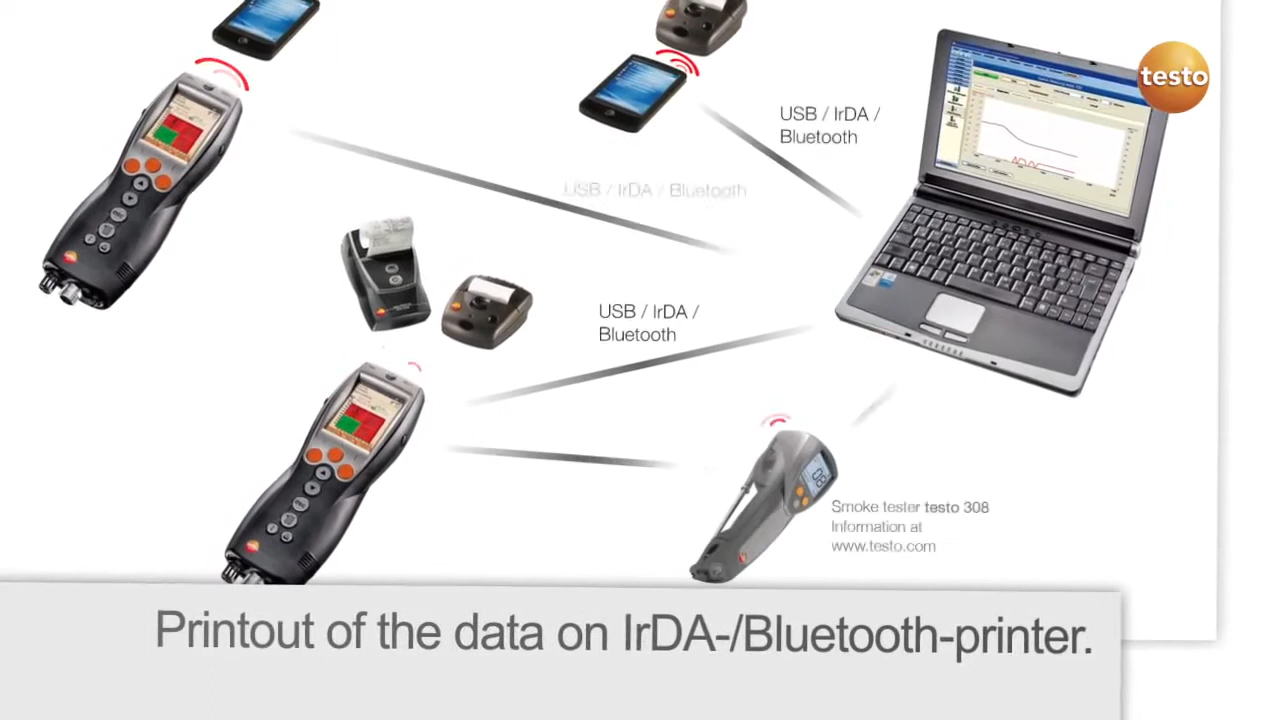 testo
USB / IrDA /
Bluetooth
USB / IrDA / Bluetooth
USB / IrDA /
Bluetooth
Smoke tester testo 308
Information at
www.testo.com
Printout of the data on IrDA-/Bluetooth-printer.